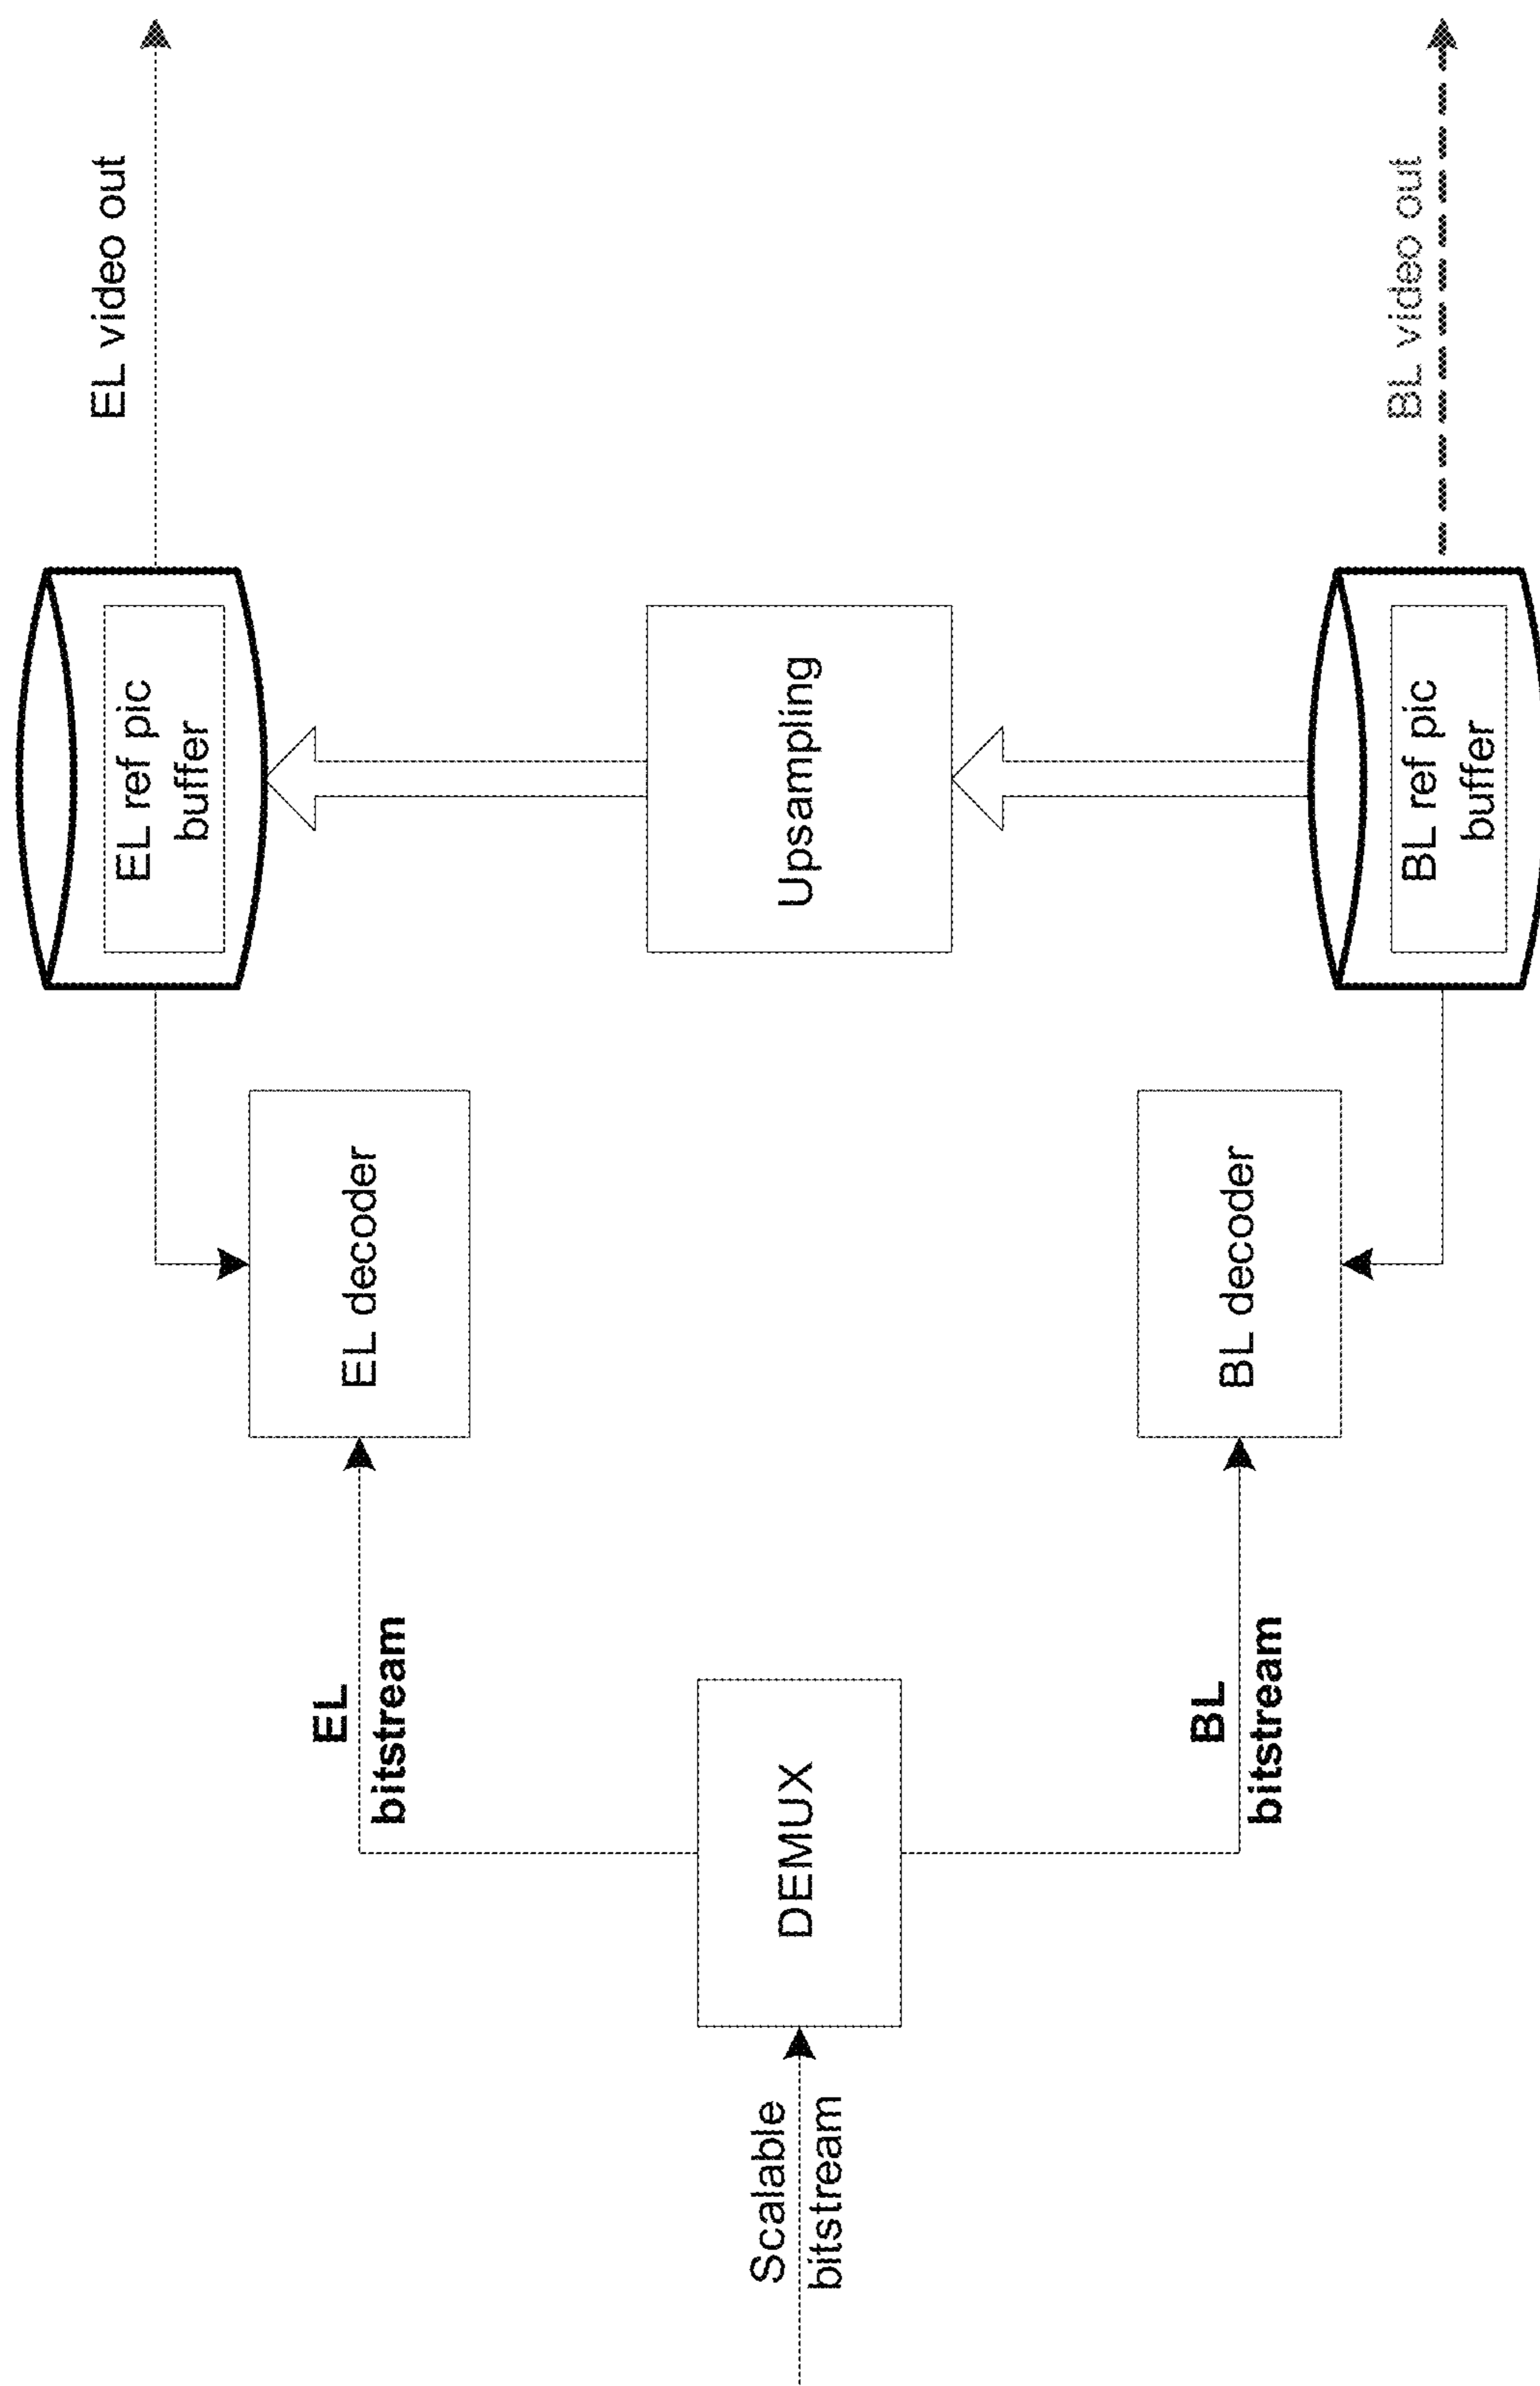 Scalable
bitstream
DEMUX
EL
bitstream
BL
bitstream
EL decoder
BL decoder
EL ref pic
buffer
Upsampling
BL ref pic
buffer
EL video out
BL video out